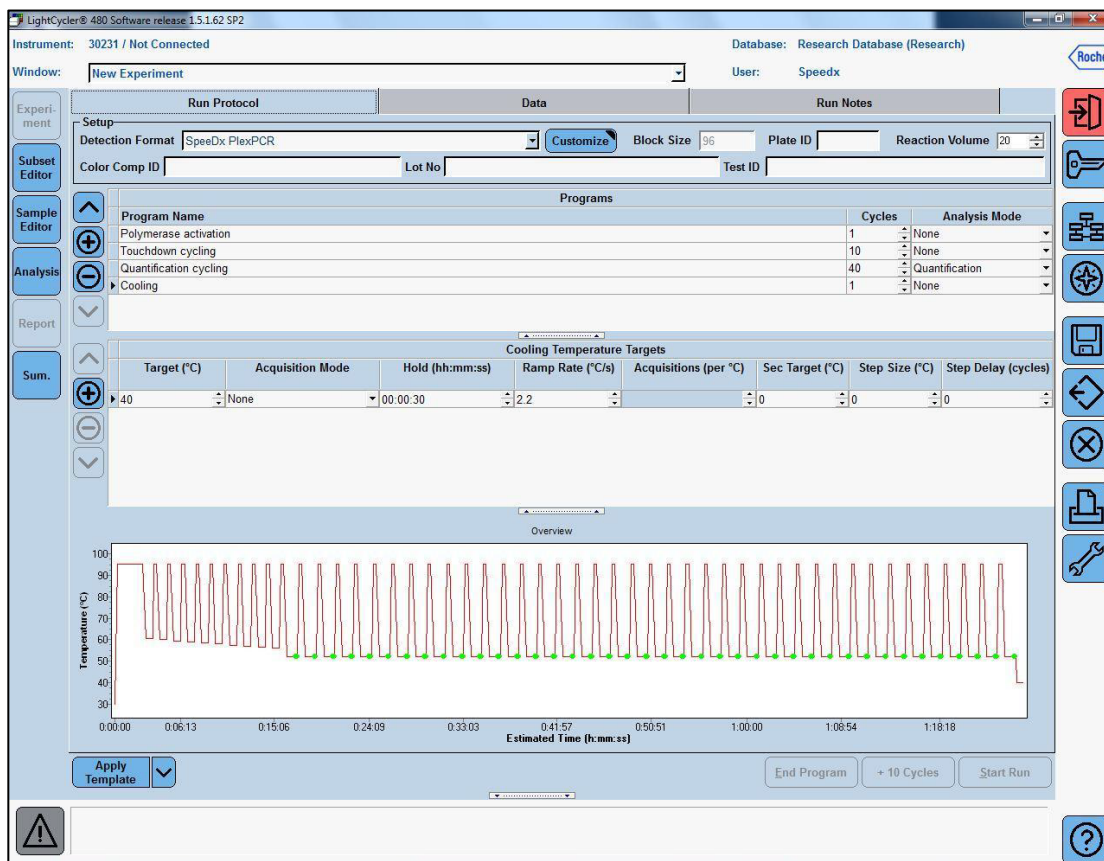 LightCycler® 480 Software release 1.5.1.62 SP2
Instrument: 30231 / Not Connected
Database: Research Database (Research)
Window: New Experiment
User: Speedx
Roche
Experi-
ment
Subset
Editor
Sample
Editor
Analysis
Report
Sum.
Run Protocol Data Run Notes
Setup
Detection Format SpeeDx PlexPCR Customize Block Size 96 Plate ID Reaction Volume 20
Color Comp ID Lot No Test ID
Programs
Program Name Cycles Analysis Mode
Polymerase activation 1 None
Touchdown cycling 10 None
Quantification cycling 40 Quantification
Cooling 1 None
Cooling Temperature Targets
Target (°C) Acquisition Mode Hold (hh:mm:ss) Ramp Rate (°C/s) Acquisitions (per °C) Sec Target (°C) Step Size (°C) Step Delay (cycles)
40 None 00:00:30 2.2 0 0 0
Overview
Temperature (°C)
100
90
80
70
60
50
40
30
0:00:00 0:06:13 0:15:06 0:24:09 0:33:03 0:41:57 0:50:51 1:00:00 1:08:54 1:18:18
Estimated Time (h:mm:ss)
Apply
Template
End Program + 10 Cycles Start Run